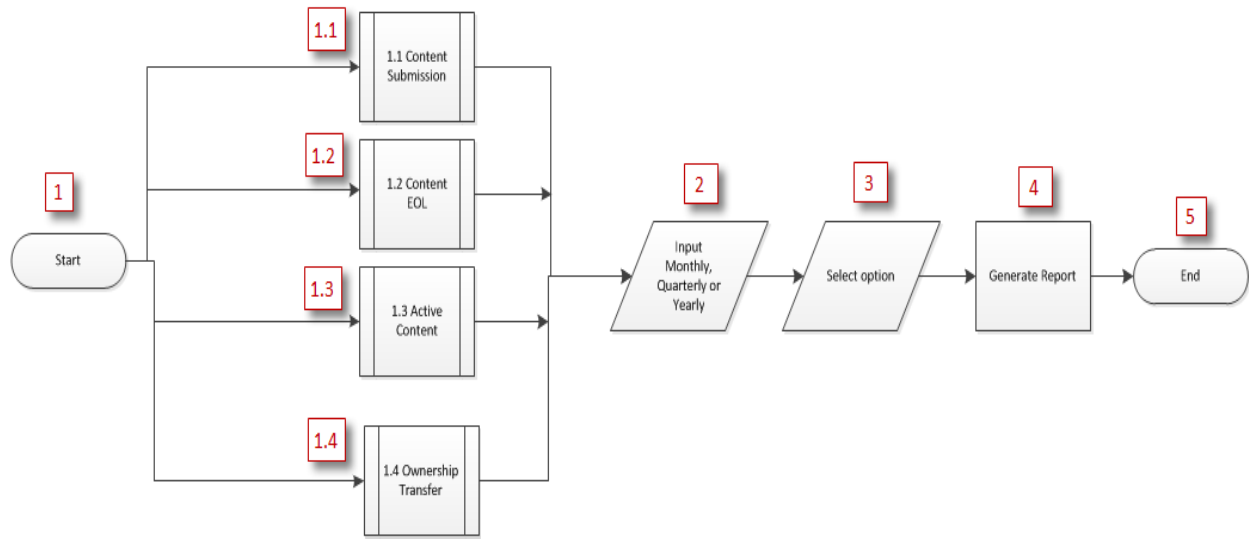 1.1
1.1 Content
Submission
1.2
1.2 Content
EOL
1
Start
1.3
1.3 Active
Content
1.4
1.4 Ownership
Transfer
2
Input
Monthly,
Quarterly or
Yearly
3
Select option
4
Generate Report
5
End